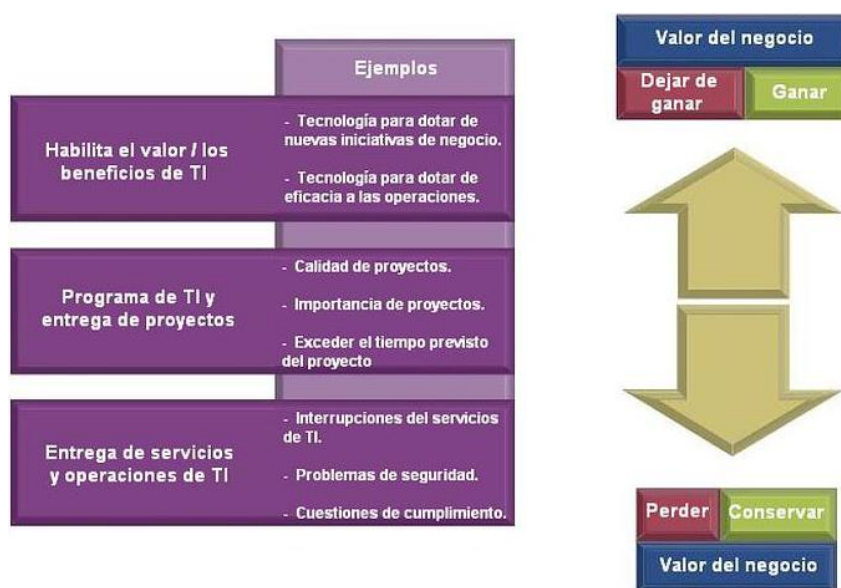 Ejemplos
Habilita el valor / los
beneficios de TI
- Tecnología para dotar de
nuevas iniciativas de negocio.
- Tecnología para dotar de
eficacia a las operaciones.
Programa de TI y
entrega de proyectos
- Calidad de proyectos.
- Importancia de proyectos.
- Exceder el tiempo previsto
del proyecto
Entrega de servicios
y operaciones de TI
- Interrupciones del servicios
de TI.
- Problemas de seguridad.
- Cuestiones de cumplimiento.
Valor del negocio
Dejar de
ganar
Ganar
Perder
Conservar
Valor del negocio